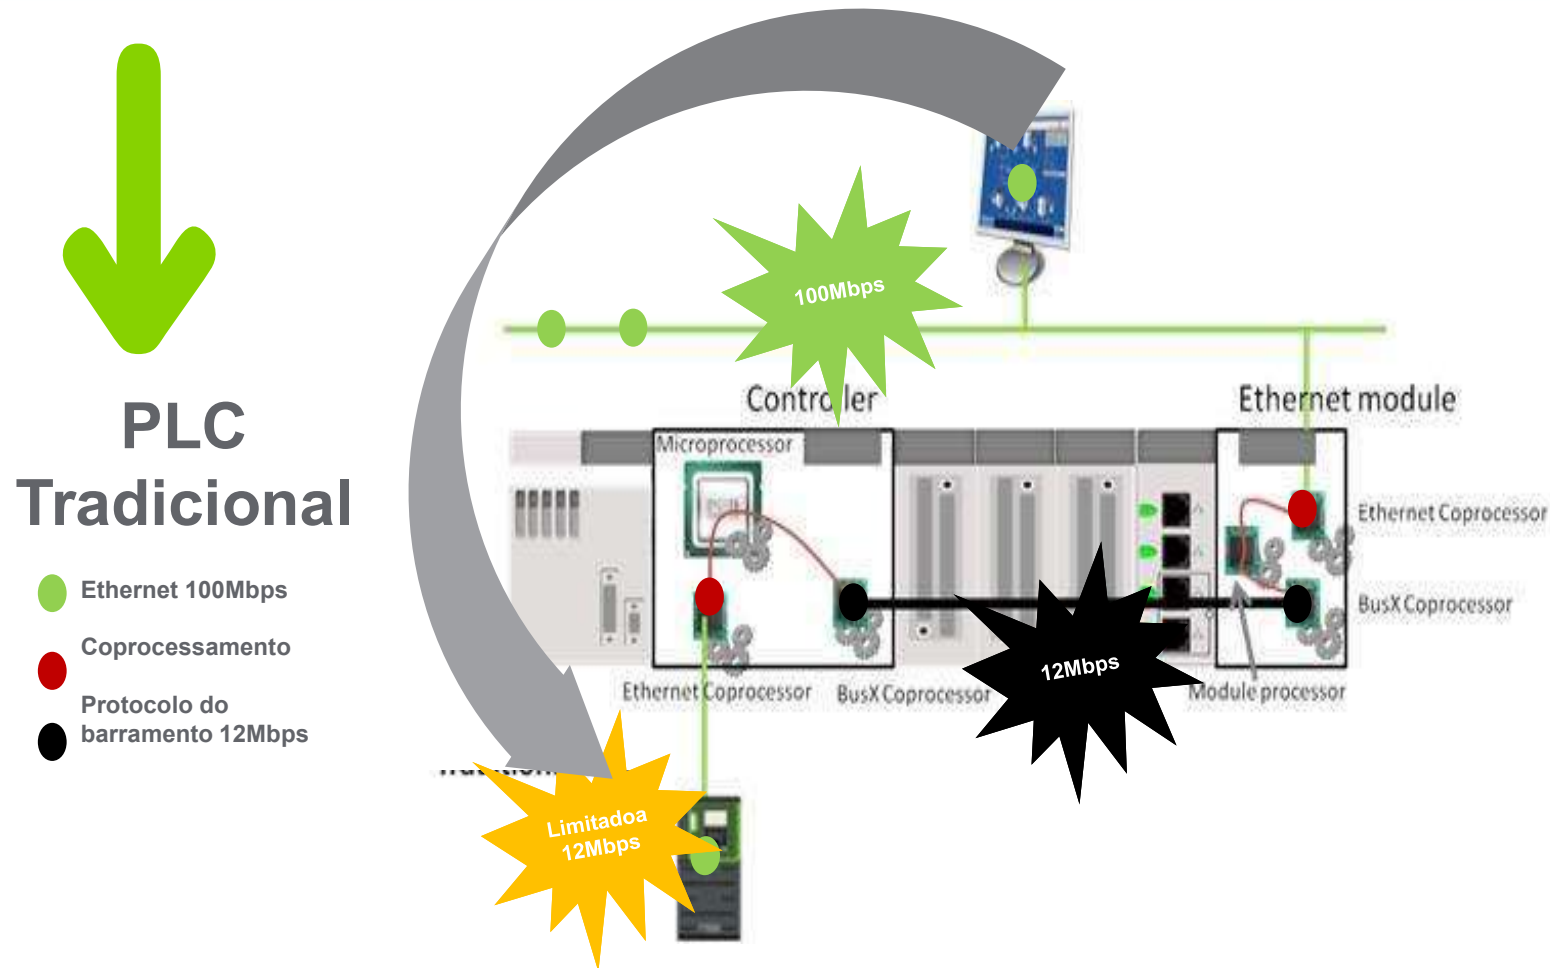 PLC
Tradicional
Ethernet 100Mbps
Coprocessamento
Protocolo do
barramento 12Mbps
100Mbps
Controller
Ethernet module
Microprocessor
Ethernet Coprocessor
BusX Coprocessor
12Mbps
Ethernet Coprocessor
BusX Coprocessor
Module processor
Limitadoa
12Mbps